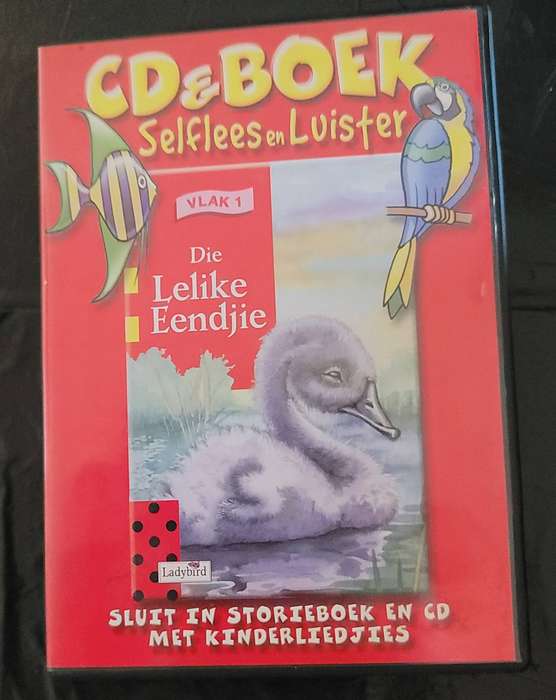 CD & BOEK
Selflees en Luister
VLAK 1
Die
Lelike
Eendjie
Ladybird
SLUIT IN STORIEBOEK EN CD
MET KINDERLIEDJIES